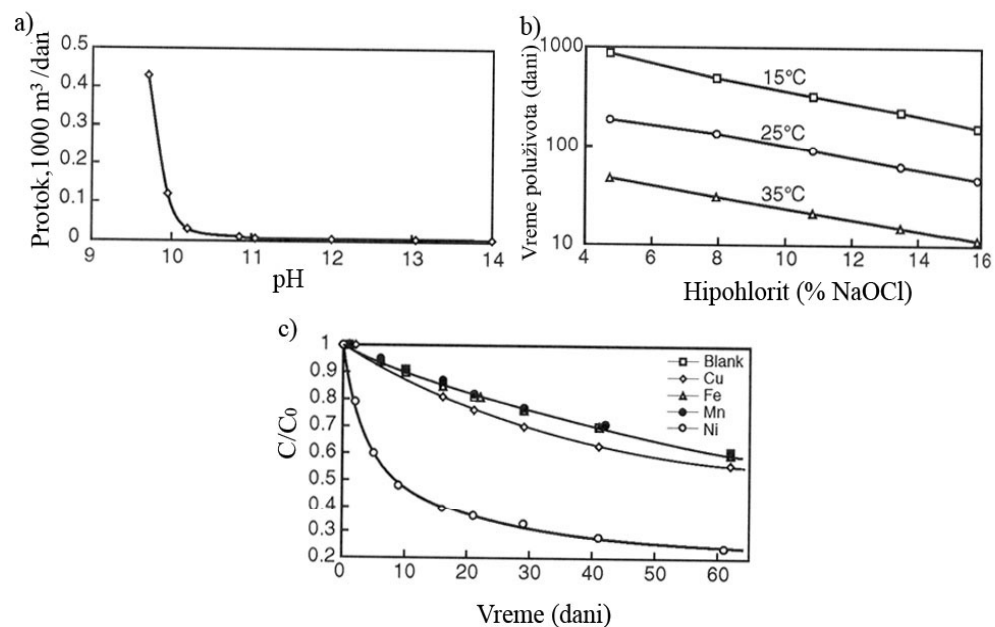 a)
Protok,1000 m³ /dan
0.5
0.4
0.3
0.2
0.1
0
9
10
11
12
13
14
pH
b)
Vreme poluživota (dani)
1000
100
10
15°C
25°C
35°C
4
6
8
10
12
14
16
Hipohlorit (% NaOCl)
c)
C/C₀
1
0.9
0.8
0.7
0.6
0.5
0.4
0.3
0.2
Blank
Cu
Fe
Mn
Ni
0
10
20
30
40
50
60
Vreme (dani)